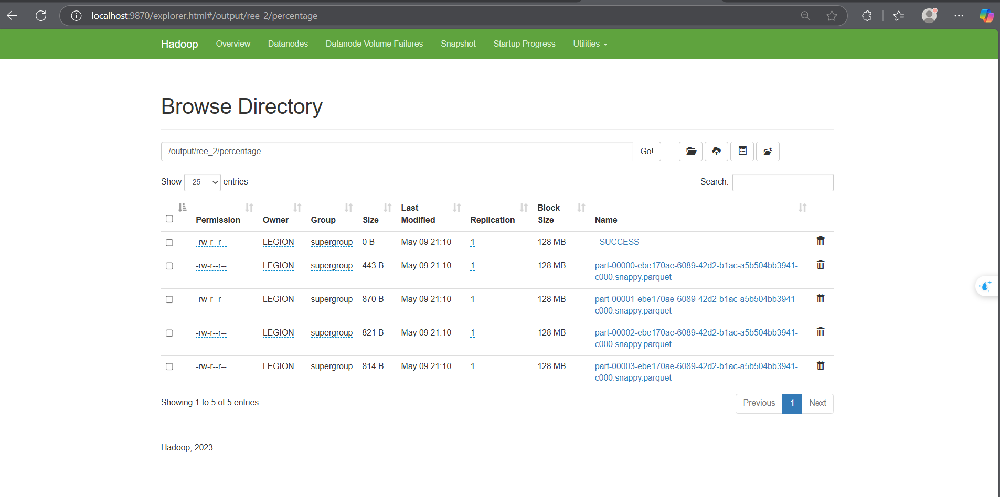 localhost:9870/explorer.html#/output/ree_2/percentage
Hadoop Overview Datanodes Datanode Volume Failures Snapshot Startup Progress Utilities
Browse Directory
/output/ree_2/percentage Go!
Show 25 entries Search:
Permission Owner Group Size Last Modified Replication Block Size Name
-rw-r--r-- LEGION supergroup 0 B May 09 21:10 1 128 MB _SUCCESS
-rw-r--r-- LEGION supergroup 443 B May 09 21:10 1 128 MB part-00000-ebe170ae-6089-42d2-b1ac-a5b504bb3941-
c000.snappy.parquet
-rw-r--r-- LEGION supergroup 870 B May 09 21:10 1 128 MB part-00001-ebe170ae-6089-42d2-b1ac-a5b504bb3941-
c000.snappy.parquet
-rw-r--r-- LEGION supergroup 821 B May 09 21:10 1 128 MB part-00002-ebe170ae-6089-42d2-b1ac-a5b504bb3941-
c000.snappy.parquet
-rw-r--r-- LEGION supergroup 814 B May 09 21:10 1 128 MB part-00003-ebe170ae-6089-42d2-b1ac-a5b504bb3941-
c000.snappy.parquet
Showing 1 to 5 of 5 entries Previous 1 Next
Hadoop, 2023.